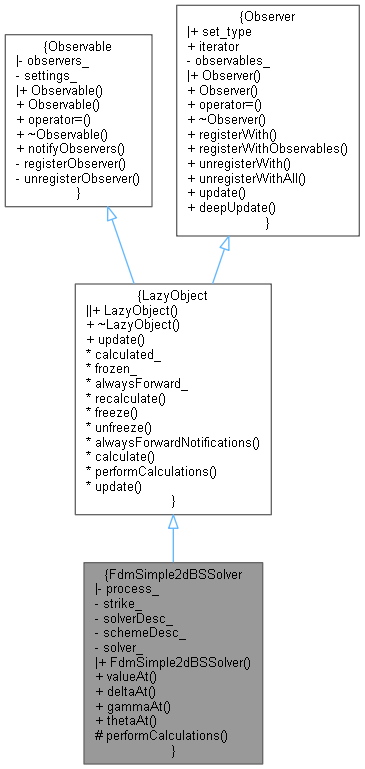 {Observable
|- observers_
- settings_
|+ Observable()
+ Observable()
+ operator=()
+ ~Observable()
+ notifyObservers()
- registerObserver()
- unregisterObserver()
}
{Observer
|+ set_type
+ iterator
- observables_
|+ Observer()
+ Observer()
+ operator=()
+ ~Observer()
+ registerWith()
+ registerWithObservables()
+ unregisterWith()
+ unregisterWithAll()
+ update()
+ deepUpdate()
}
{LazyObject
||+ LazyObject()
+ ~LazyObject()
+ update()
* calculated_
* frozen_
* alwaysForward_
* recalculate()
* freeze()
* unfreeze()
* alwaysForwardNotifications()
* calculate()
* performCalculations()
* update()
}
{FdmSimple2dBSSolver
|- process_
- strike_
- solverDesc_
- schemeDesc_
- solver_
|+ FdmSimple2dBSSolver()
+ valueAt()
+ deltaAt()
+ gammaAt()
+ thetaAt()
# performCalculations()
}